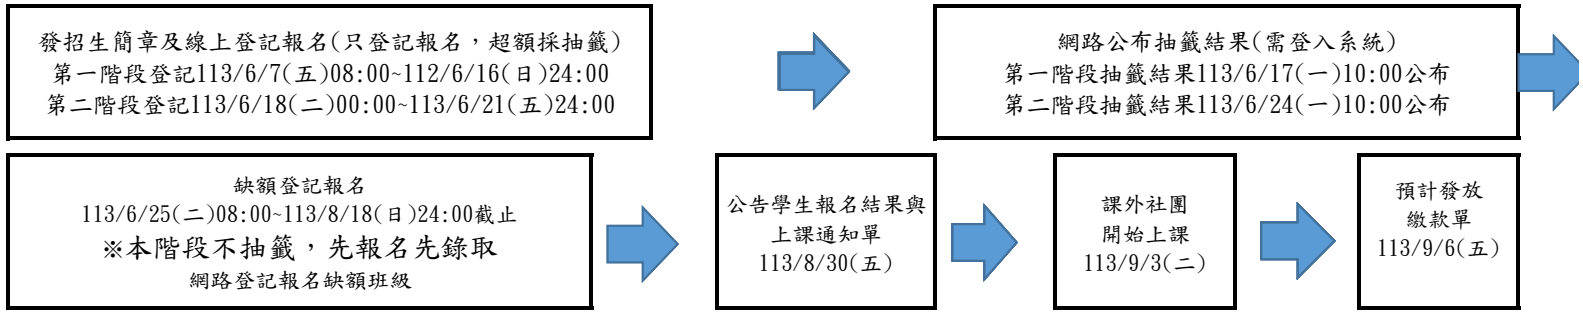 發招生簡章及線上登記報名(只登記報名，超額採抽籤)
第一階段登記113/6/7(五)08:00~112/6/16(日)24:00
第二階段登記113/6/18(二)00:00~113/6/21(五)24:00
網路公布抽籤結果(需登入系統)
第一階段抽籤結果113/6/17(一)10:00公布
第二階段抽籤結果113/6/24(一)10:00公布
缺額登記報名
113/6/25(二)08:00~113/8/18(日)24:00截止
※本階段不抽籤，先報名先錄取
網路登記報名缺額班級
公告學生報名結果與
上課通知單
113/8/30(五)
課外社團
開始上課
113/9/3(二)
預計發放
繳款單
113/9/6(五)